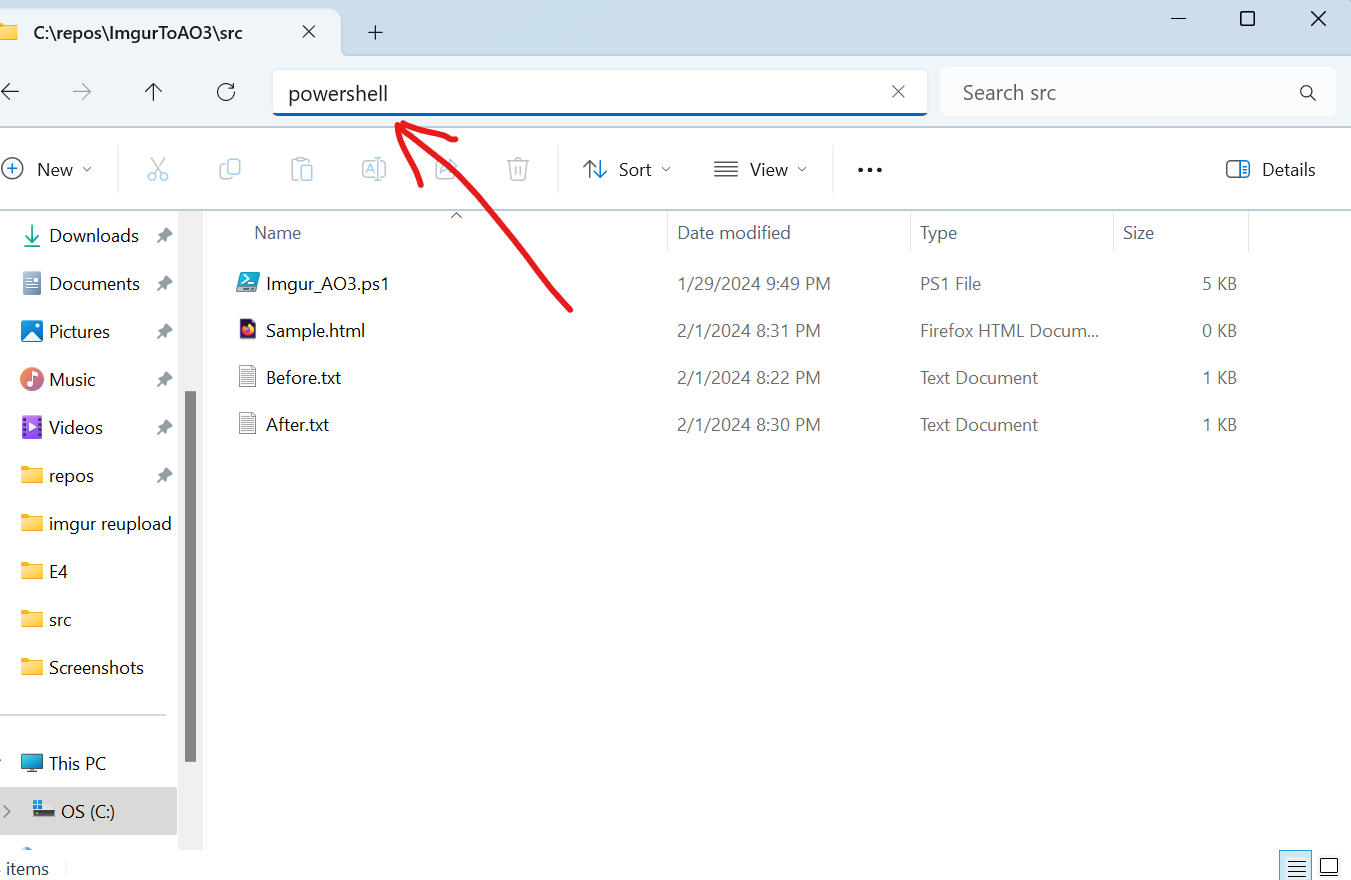 C:\repos\ImgurToAO3\src
powershell
Search src
New
Sort
View
Details
Name Date modified Type Size
Downloads
Documents
Pictures
Music
Videos
repos
imgur reupload
E4
src
Screenshots
This PC
OS (C:)
Imgur_AO3.ps1 1/29/2024 9:49 PM PS1 File 5 KB
Sample.html 2/1/2024 8:31 PM Firefox HTML Docum... 0 KB
Before.txt 2/1/2024 8:22 PM Text Document 1 KB
After.txt 2/1/2024 8:30 PM Text Document 1 KB
items